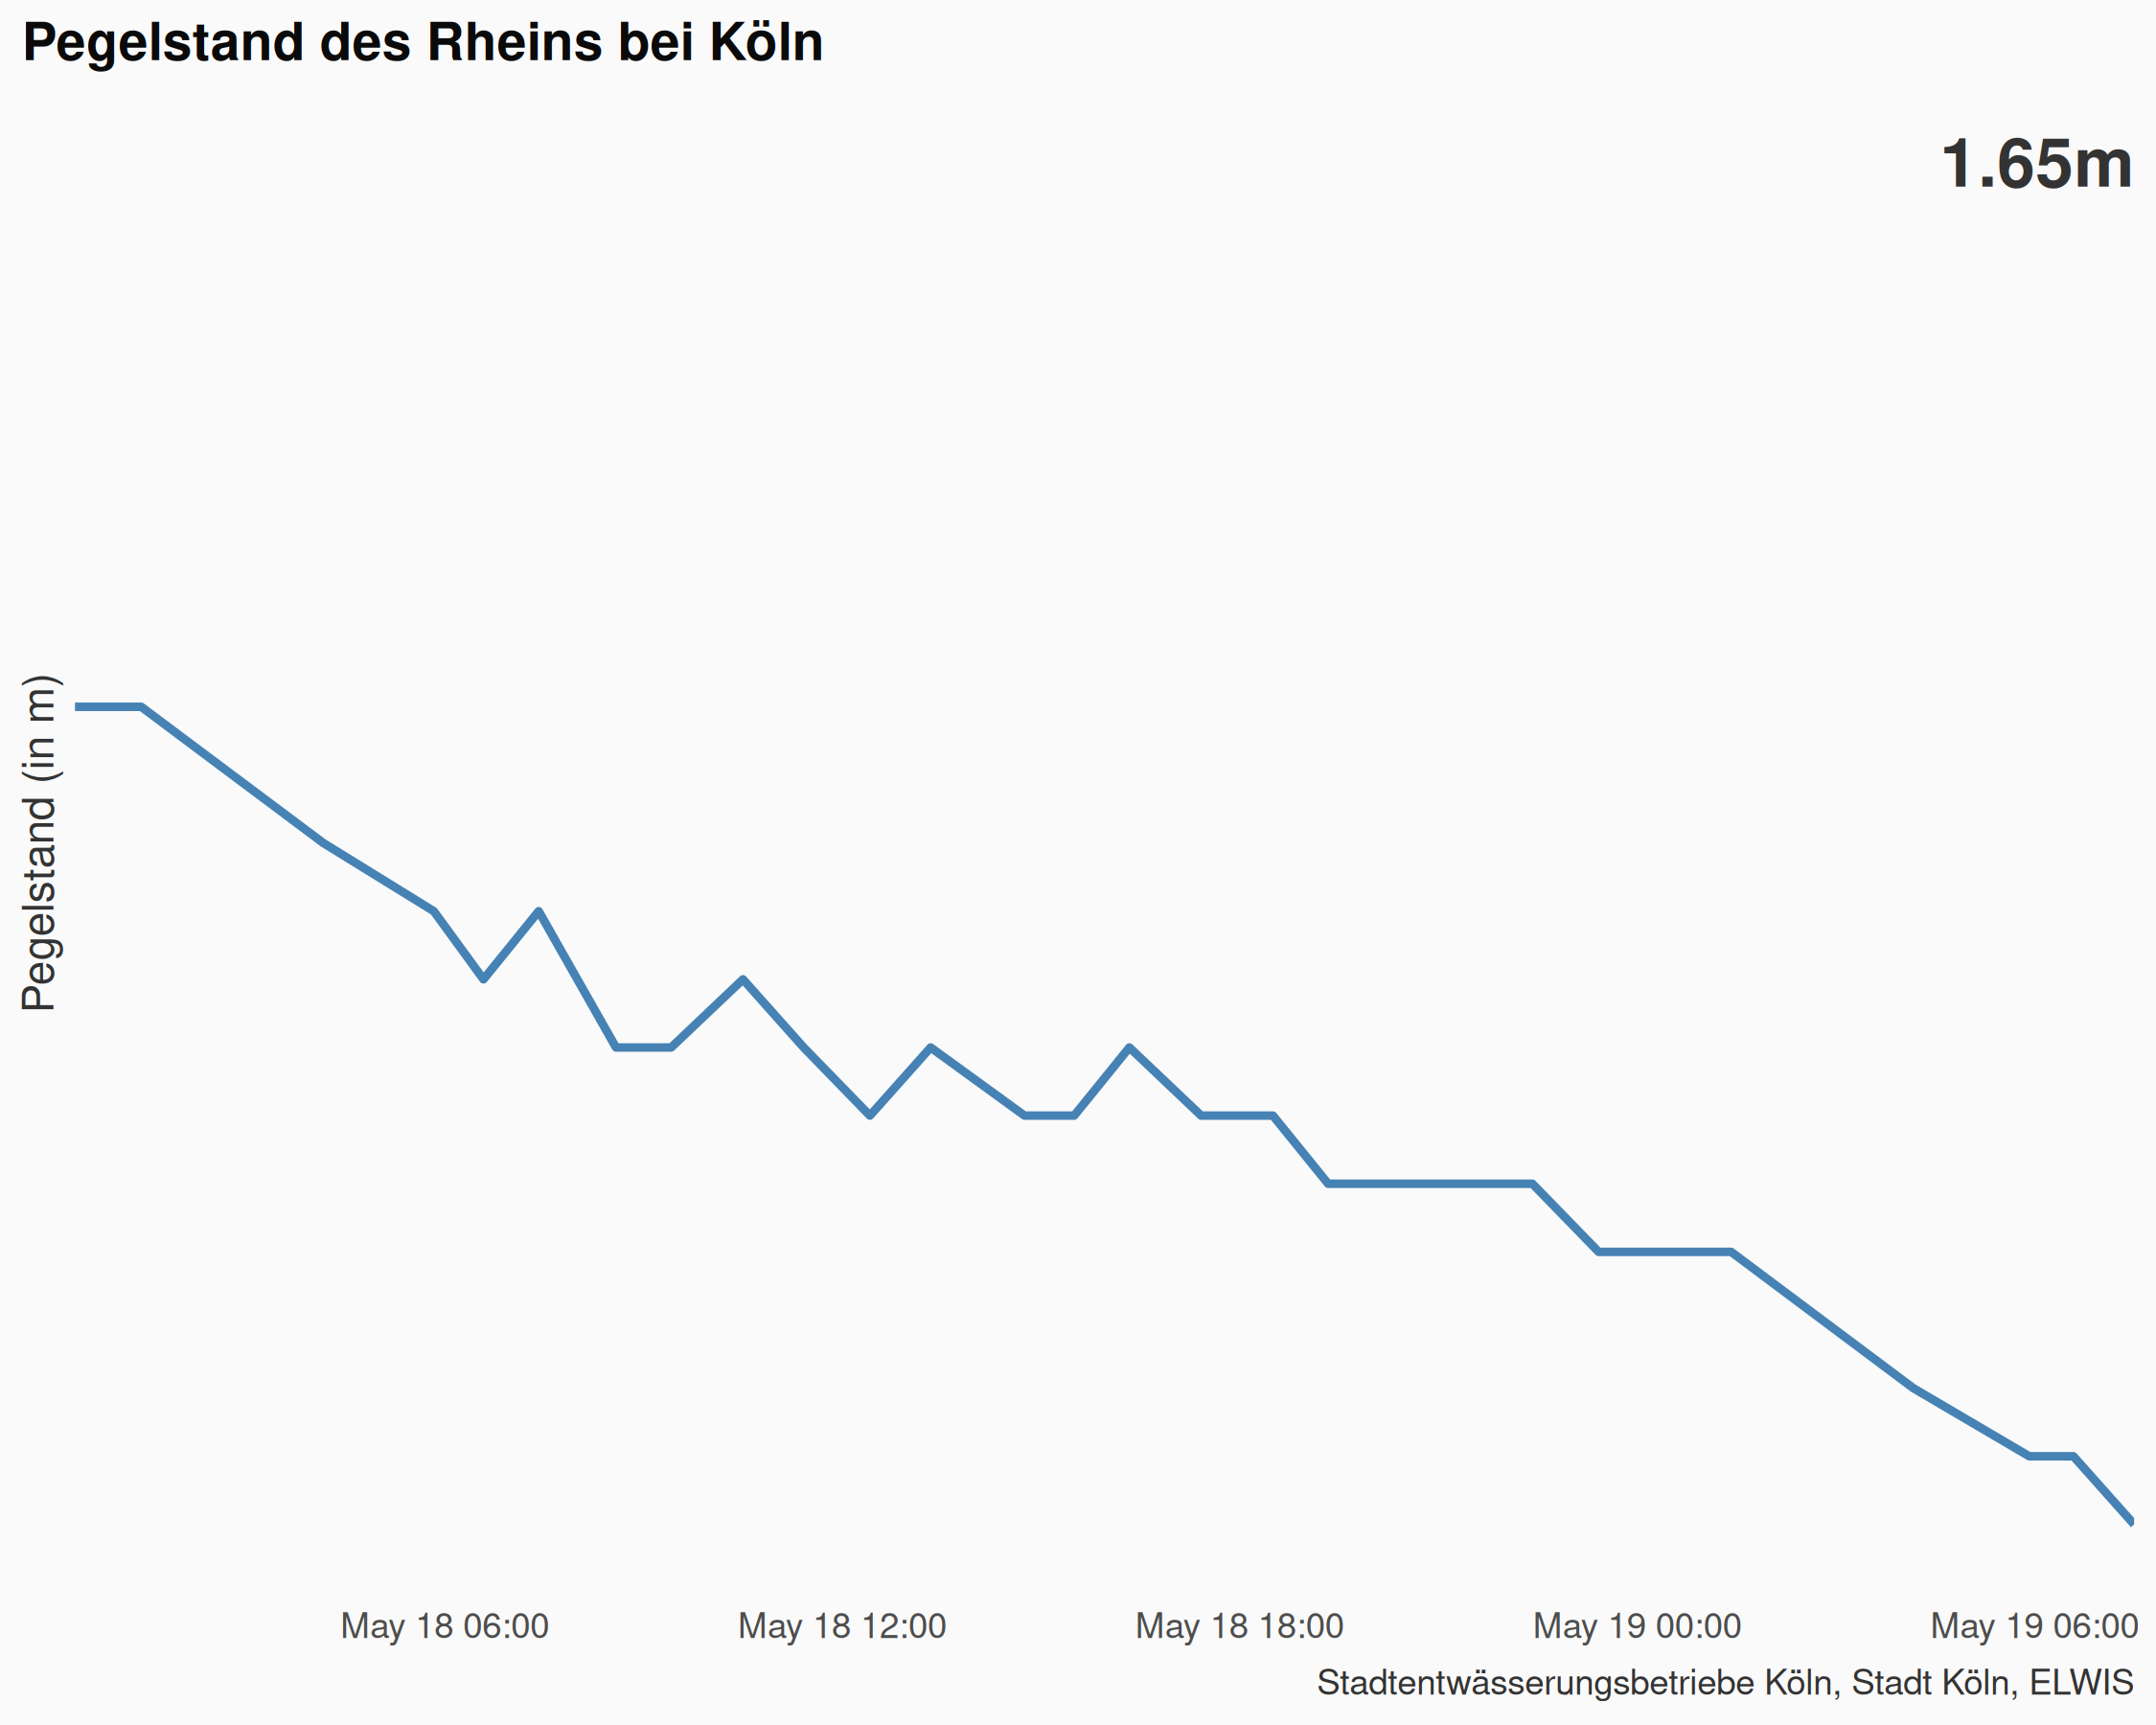 Pegelstand des Rheins bei Köln
1.65m
Pegelstand (in m)
May 18 06:00
May 18 12:00
May 18 18:00
May 19 00:00
May 19 06:00
Stadtentwässerungsbetriebe Köln, Stadt Köln, ELWIS